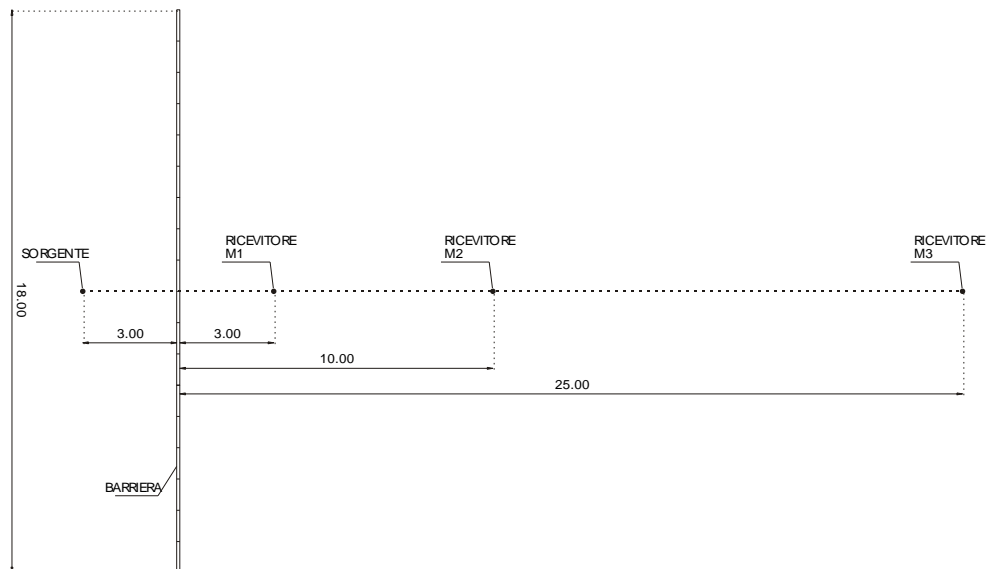 RICEVITORE
M1
RICEVITORE
M2
RICEVITORE
M3
SORGENTE
18.00
3.00
3.00
10.00
25.00
BARRIERA